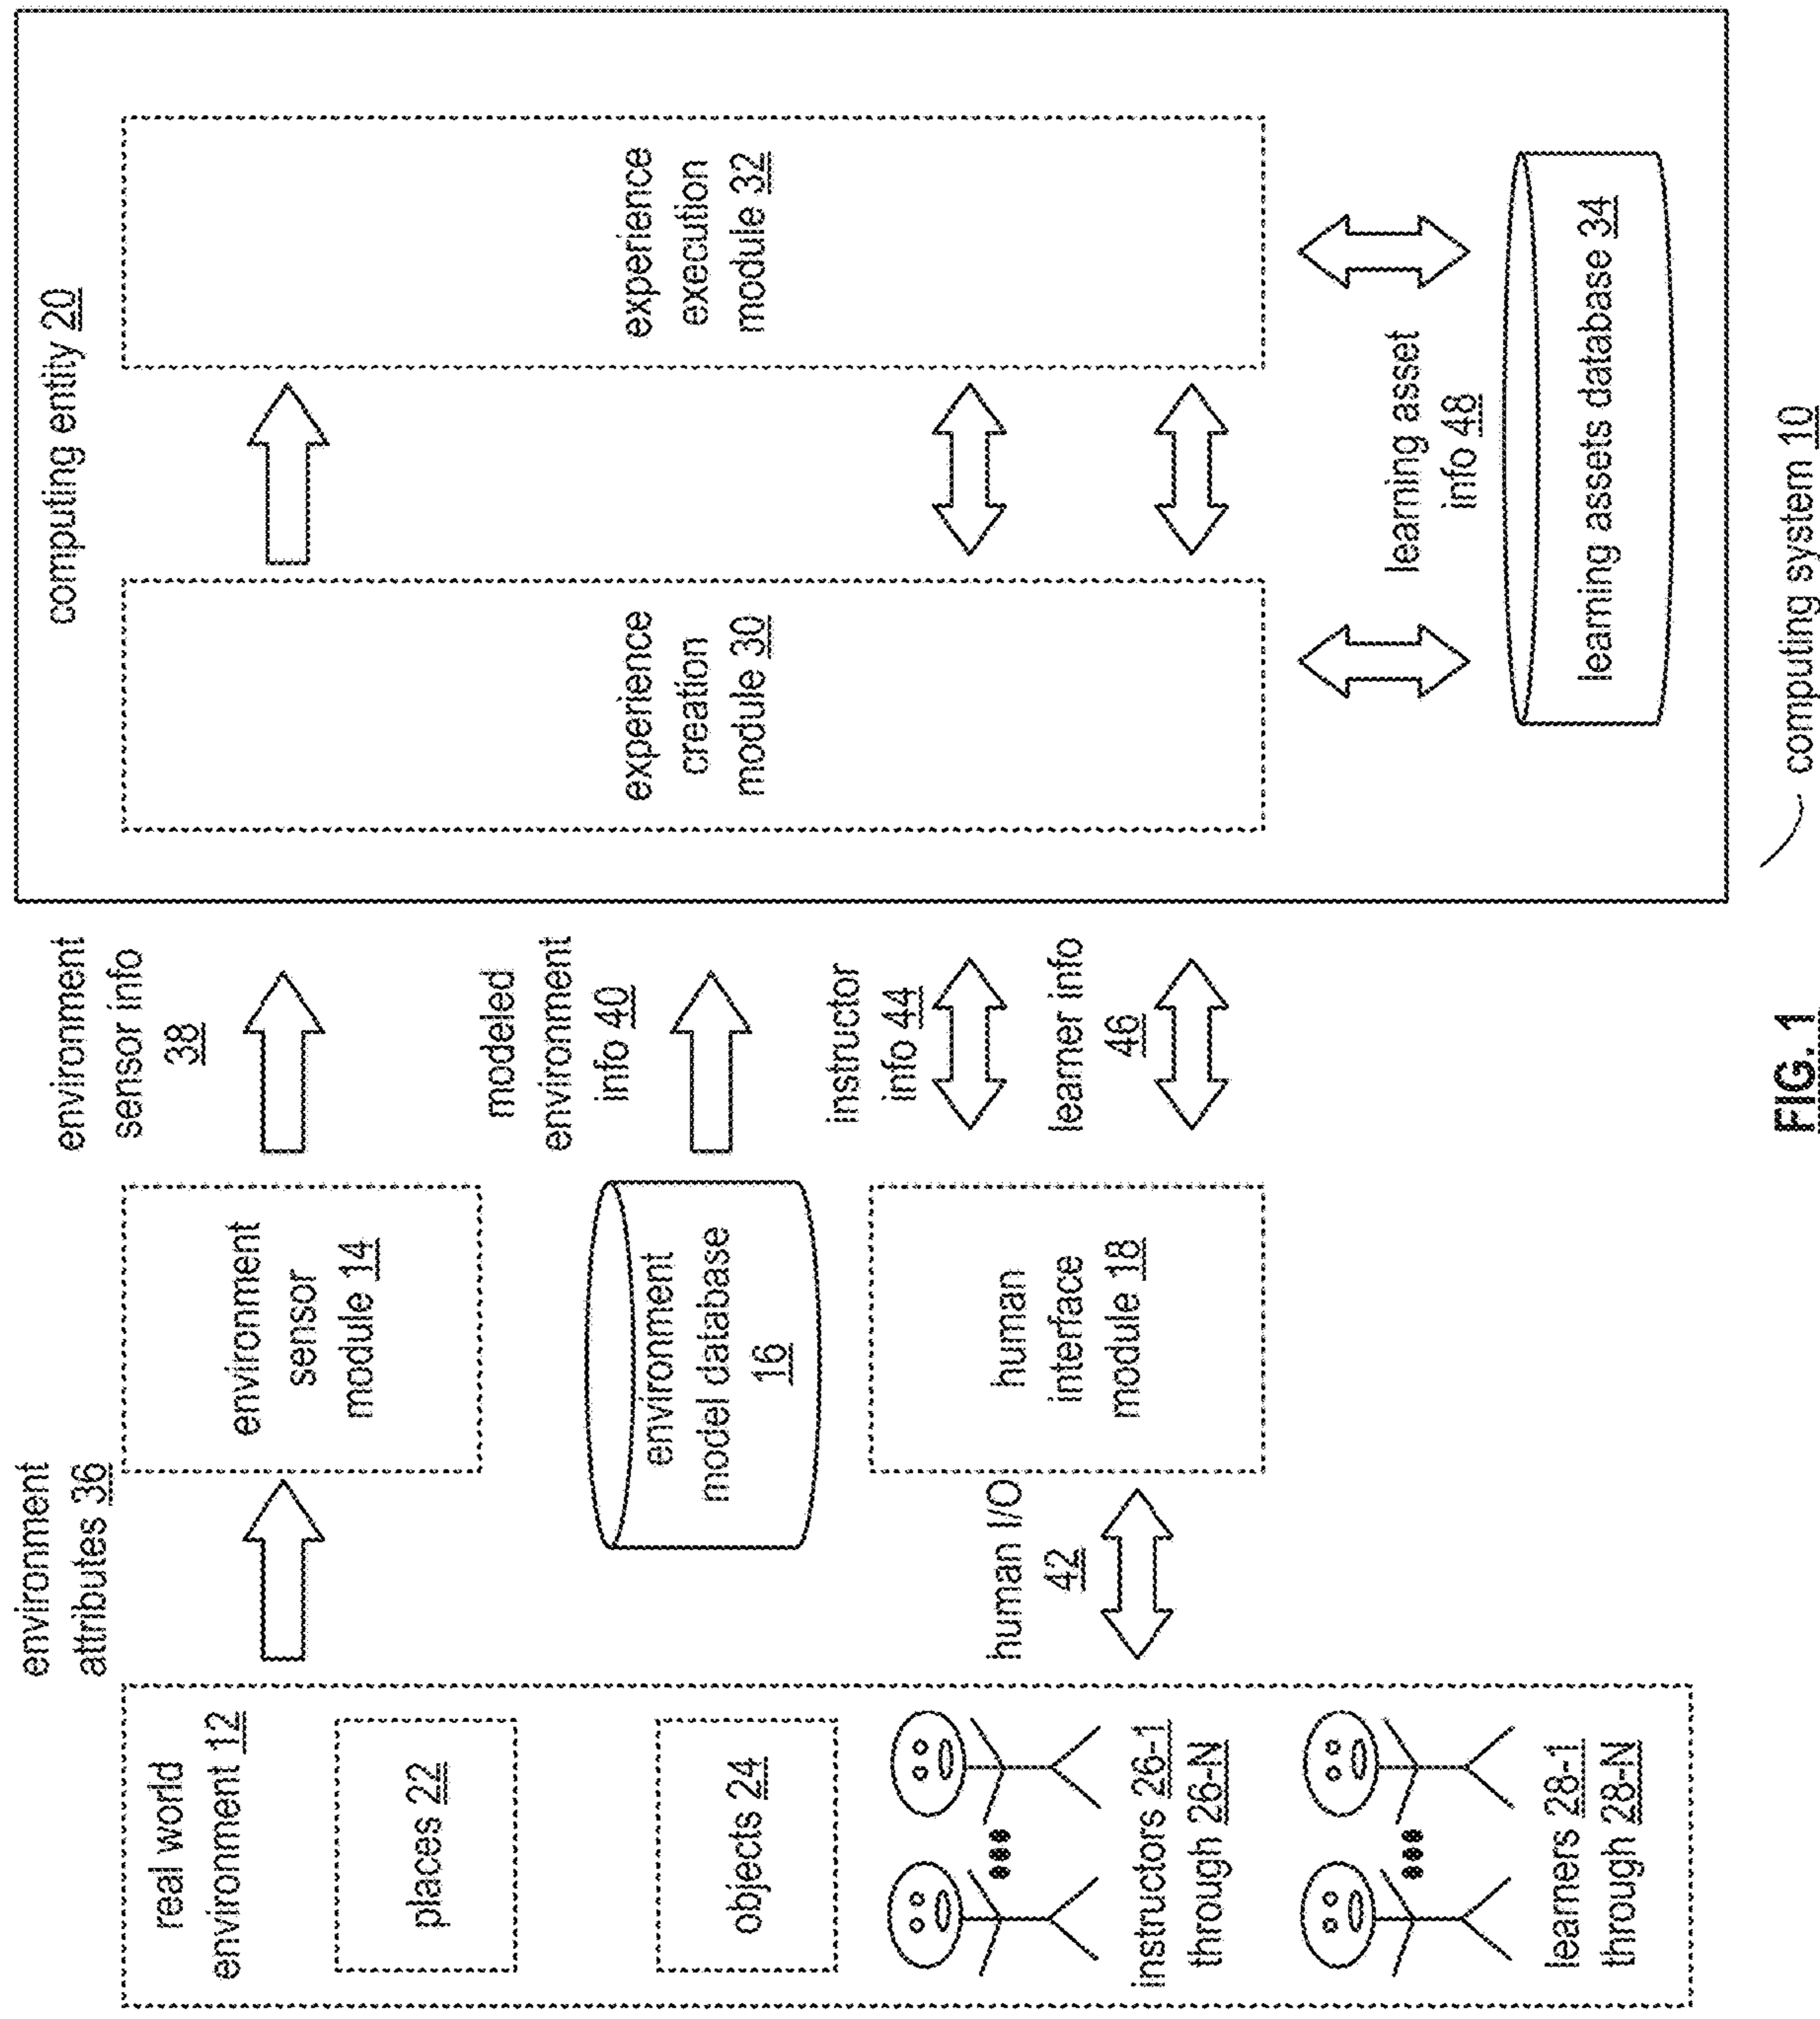 environment
attributes 36
environment
sensor info
38
computing entity 20
real world
environment 12
environment
sensor
module 14
places 22
modeled
environment
info 40
objects 24
environment
model database
16
experience
creation
module 30
experience
execution
module 32
instructor
info 44
human I/O
42
human
interface
module 18
learner info
46
instructors 26-1
through 26-N
learners 28-1
through 28-N
learning asset
info 48
learning assets database 34
computing system 10
FIG. 1